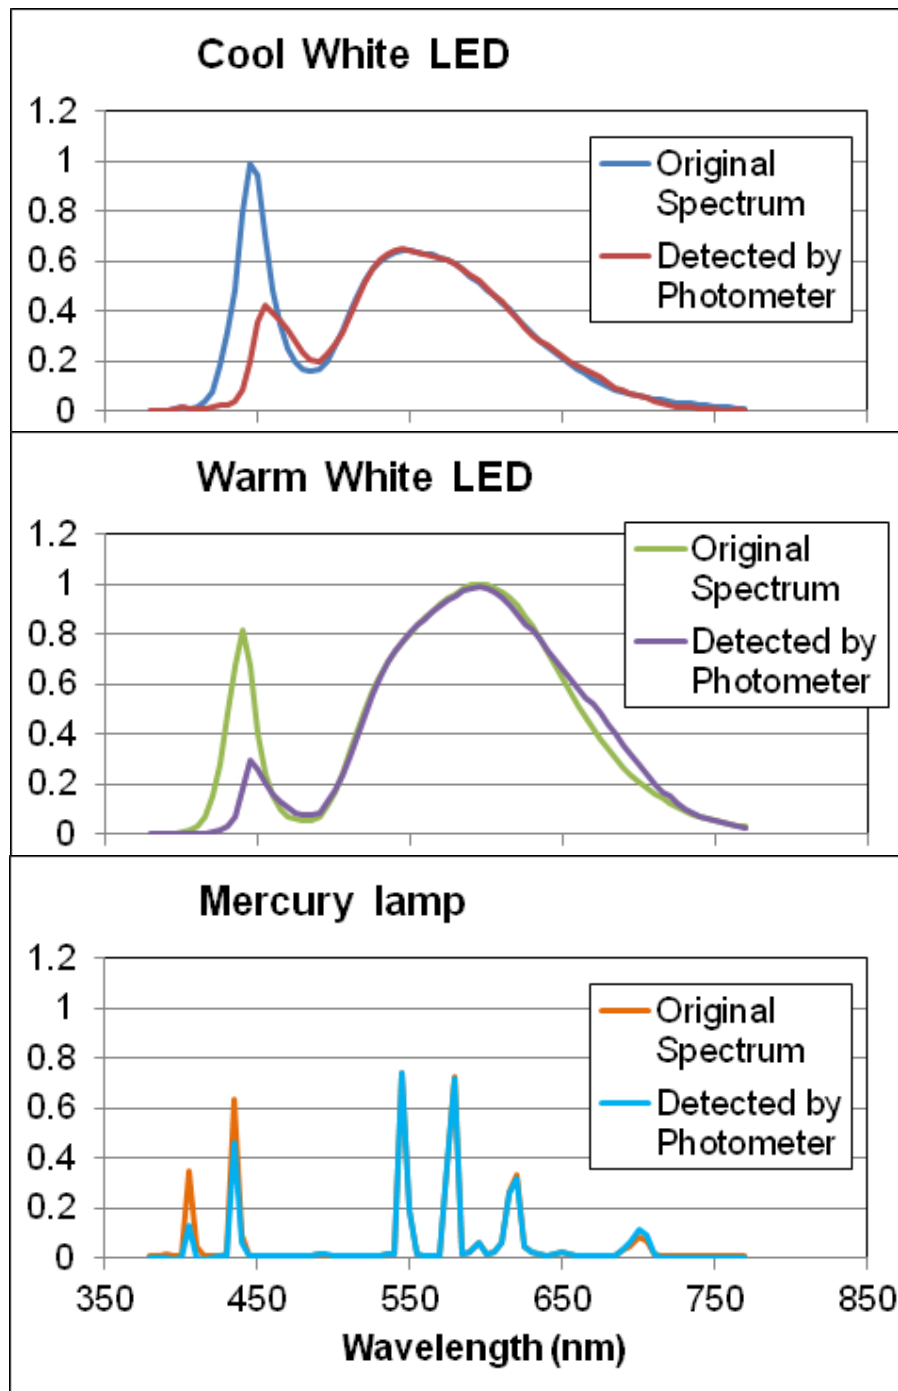 Cool White LED
1.2
1
0.8
0.6
0.4
0.2
0
Original
Spectrum
Detected by
Photometer
Warm White LED
1.2
1
0.8
0.6
0.4
0.2
0
Original
Spectrum
Detected by
Photometer
Mercury lamp
1.2
1
0.8
0.6
0.4
0.2
0
Original
Spectrum
Detected by
Photometer
350 450 550 650 750 850
Wavelength (nm)